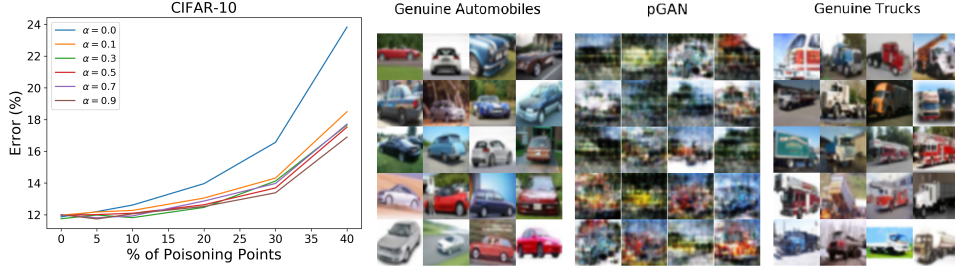 CIFAR-10
Error (%)
24
22
20
18
16
14
12
α = 0.0
α = 0.1
α = 0.3
α = 0.5
α = 0.7
α = 0.9
0 5 10 15 20 25 30 35 40
% of Poisoning Points
Genuine Automobiles
pGAN
Genuine Trucks